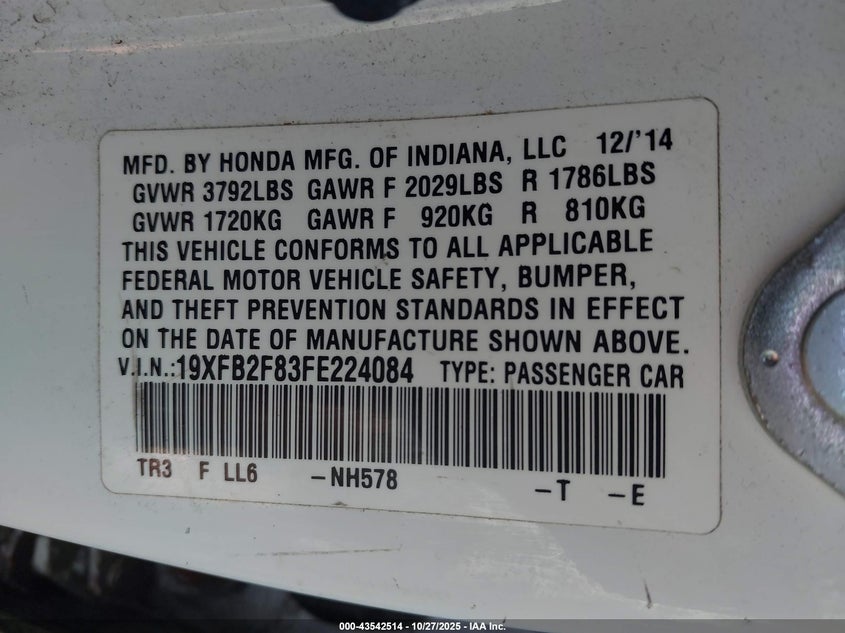 MFD. BY HONDA MFG. OF INDIANA, LLC 12/'14
GVWR 3792LBS GAWR F 2029LBS R 1786LBS
GVWR 1720KG GAWR F 920KG R 810KG
THIS VEHICLE CONFORMS TO ALL APPLICABLE
FEDERAL MOTOR VEHICLE SAFETY, BUMPER,
AND THEFT PREVENTION STANDARDS IN EFFECT
ON THE DATE OF MANUFACTURE SHOWN ABOVE.
V.I.N.:19XFB2F83FE224084 TYPE: PASSENGER CAR
TR3 F LL6 -NH578 -T -E
000-43542514 - 10/27/2025 - IAA Inc.